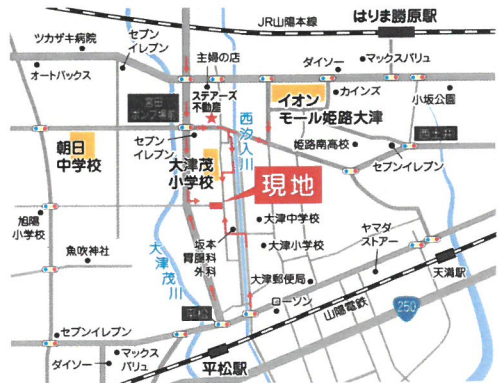 JR山陽本線
はりま勝原駅
ツカザキ病院
セブン
イレブン
主婦の店
ダイソー
マックスバリュ
オートバックス
ステアーズ
不動産
イオン
モール姫路大津
カインズ
小坂公園
朝日
中学校
セブン
イレブン
西汐入川
姫路南高校
セブンイレブン
大津茂
小学校
現地
旭陽
小学校
大津中学校
ヤマダ
ストアー
魚吹神社
大津茂川
坂本
胃腸科
外科
大津小学校
天満駅
大津郵便局
ローソン
山陽電鉄
250
セブンイレブン
ダイソー
マックス
バリュ
平松駅